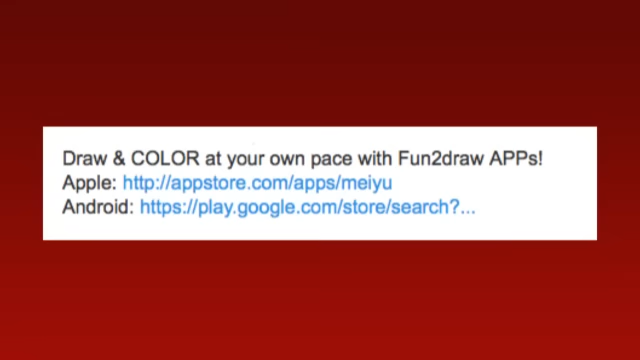 Draw & COLOR at your own pace with Fun2draw APPs!
Apple: http://appstore.com/apps/meiyu
Android: https://play.google.com/store/search?...